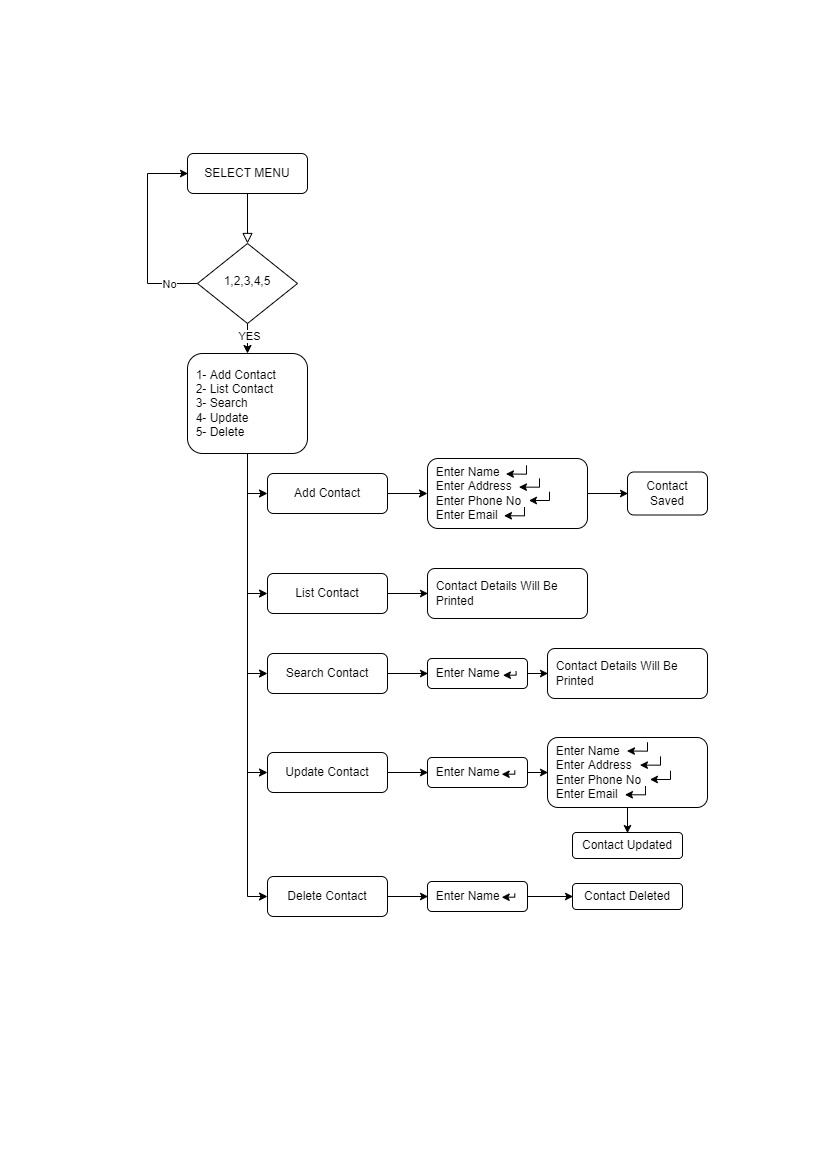 SELECT MENU
1,2,3,4,5
No
YES
1- Add Contact
2- List Contact
3- Search
4- Update
5- Delete
Add Contact
Enter Name
Enter Address
Enter Phone No
Enter Email
Contact
Saved
List Contact
Contact Details Will Be
Printed
Search Contact
Enter Name
Contact Details Will Be
Printed
Update Contact
Enter Name
Enter Name
Enter Address
Enter Phone No
Enter Email
Contact Updated
Delete Contact
Enter Name
Contact Deleted